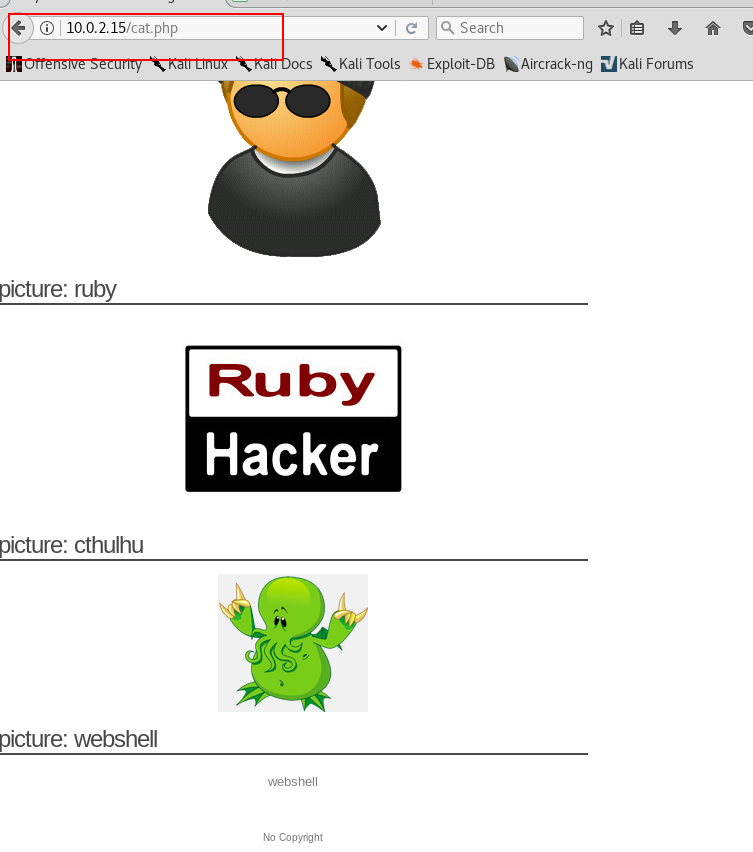 10.0.2.15/cat.php
Search
Offensive Security Kali Linux Kali Docs Kali Tools Exploit-DB Aircrack-ng Kali Forums
picture: ruby
Ruby
Hacker
picture: cthulhu
picture: webshell
webshell
No Copyright